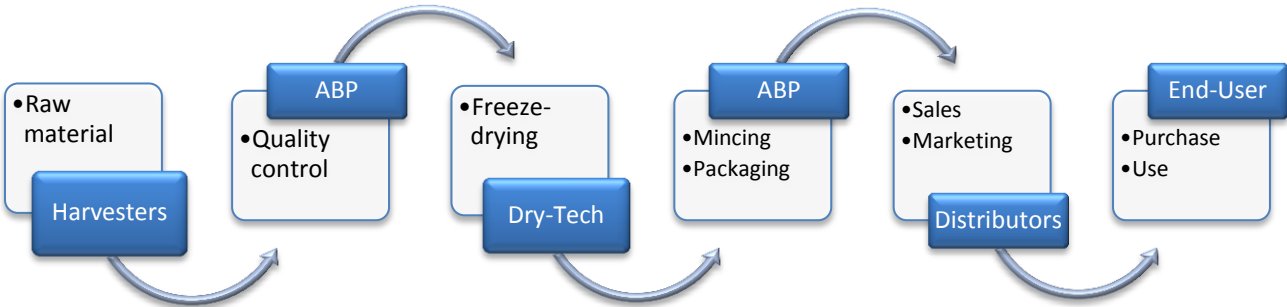 •Raw
material
Harvesters
ABP
•Quality
control
•Freeze-
drying
Dry-Tech
ABP
•Mincing
•Packaging
•Sales
•Marketing
Distributors
End-User
•Purchase
•Use